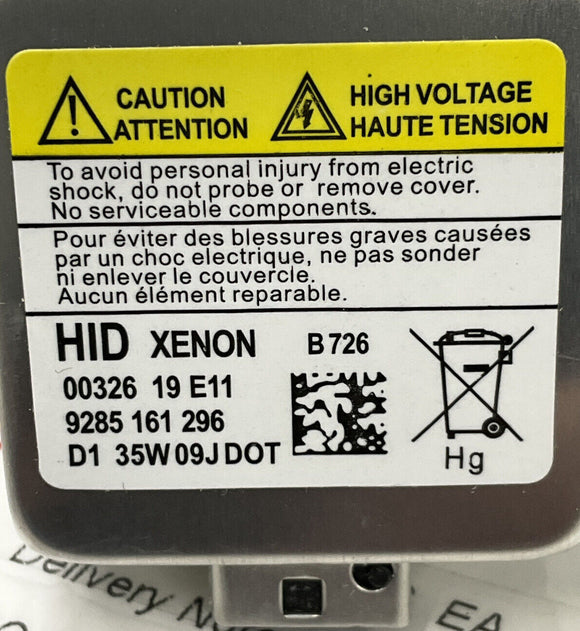 CAUTION
ATTENTION
HIGH VOLTAGE
HAUTE TENSION
To avoid personal injury from electric
shock, do not probe or remove cover.
No serviceable components.
Pour éviter des blessures graves causées
par un choc electrique, ne pas sonder
ni enlever le couvercle.
Aucun élément reparable.
HID XENON B726
00326 19 E11
9285 161 296
D1 35W 09J DOT
Hg
Delivery
EA